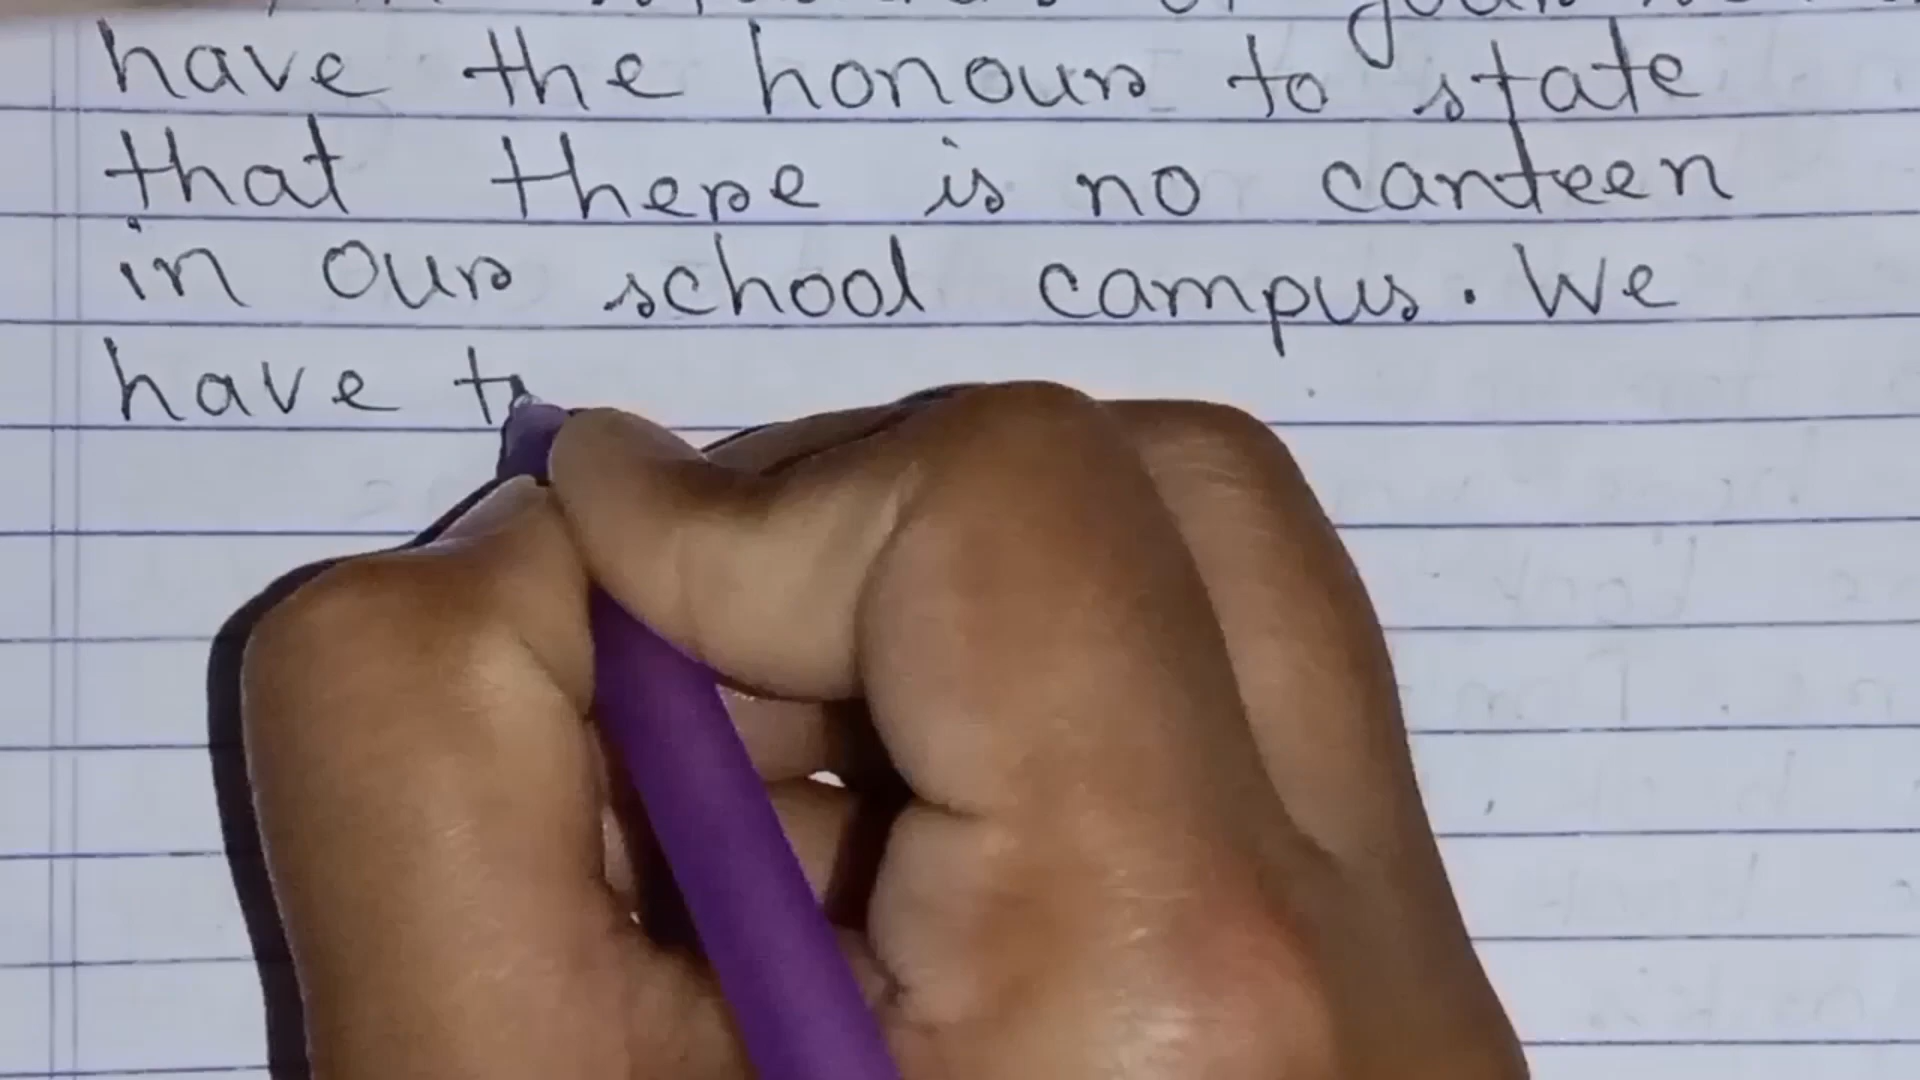 have the honour to state
that there is no canteen
in our school campus. We
have